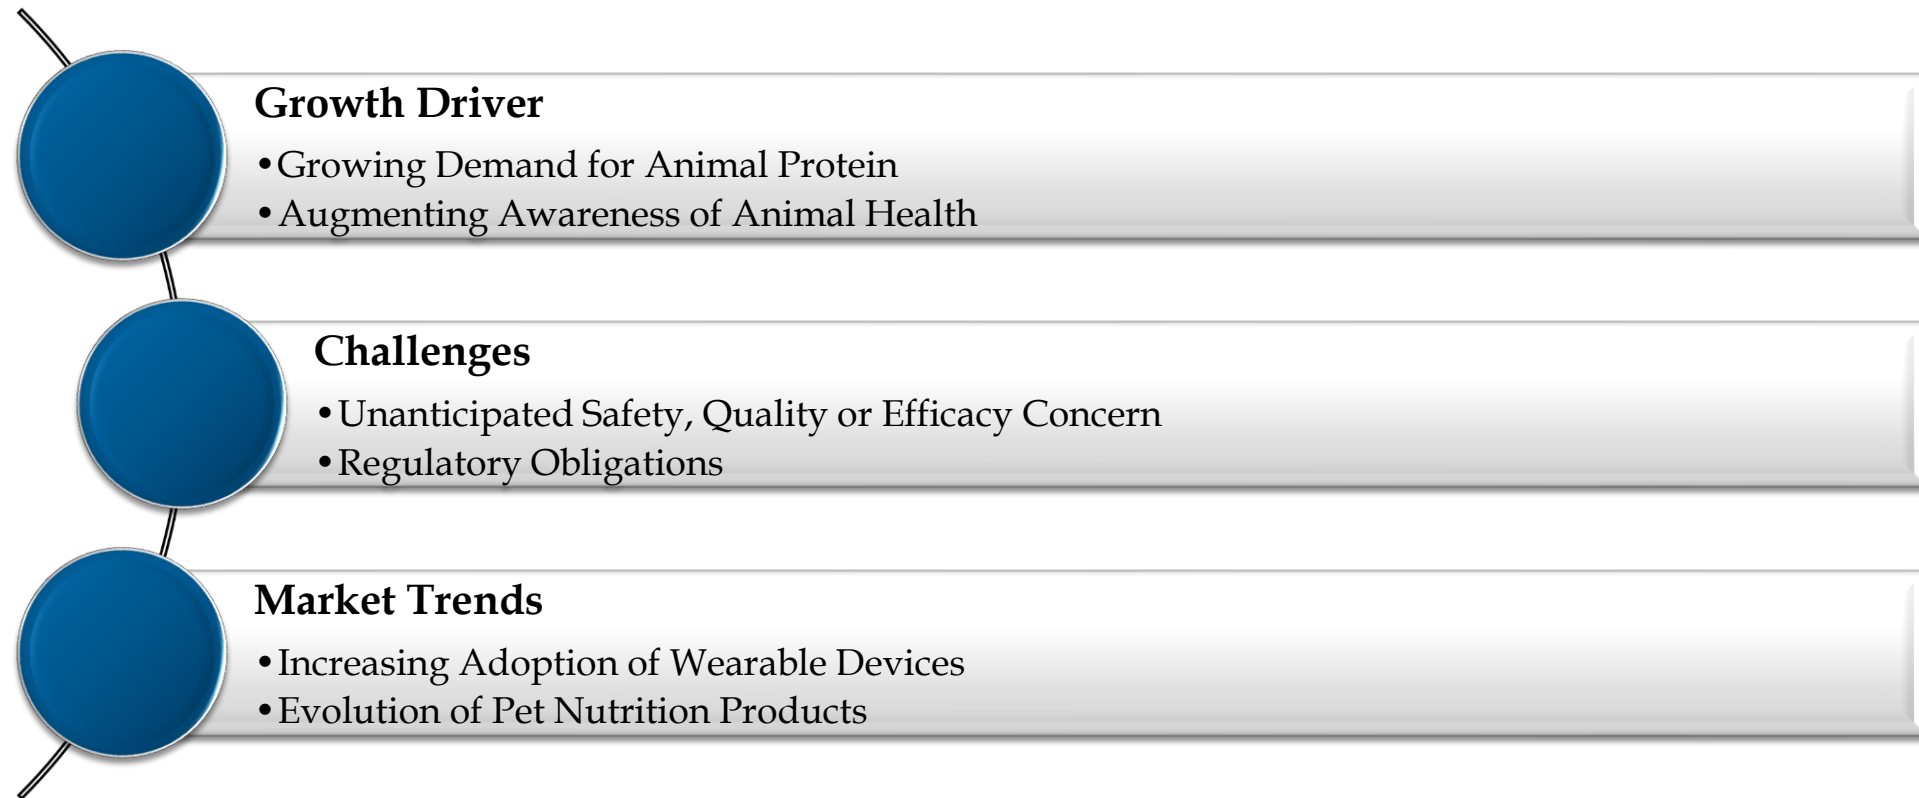 Growth Driver
•Growing Demand for Animal Protein
•Augmenting Awareness of Animal Health
Challenges
•Unanticipated Safety, Quality or Efficacy Concern
•Regulatory Obligations
Market Trends
•Increasing Adoption of Wearable Devices
•Evolution of Pet Nutrition Products